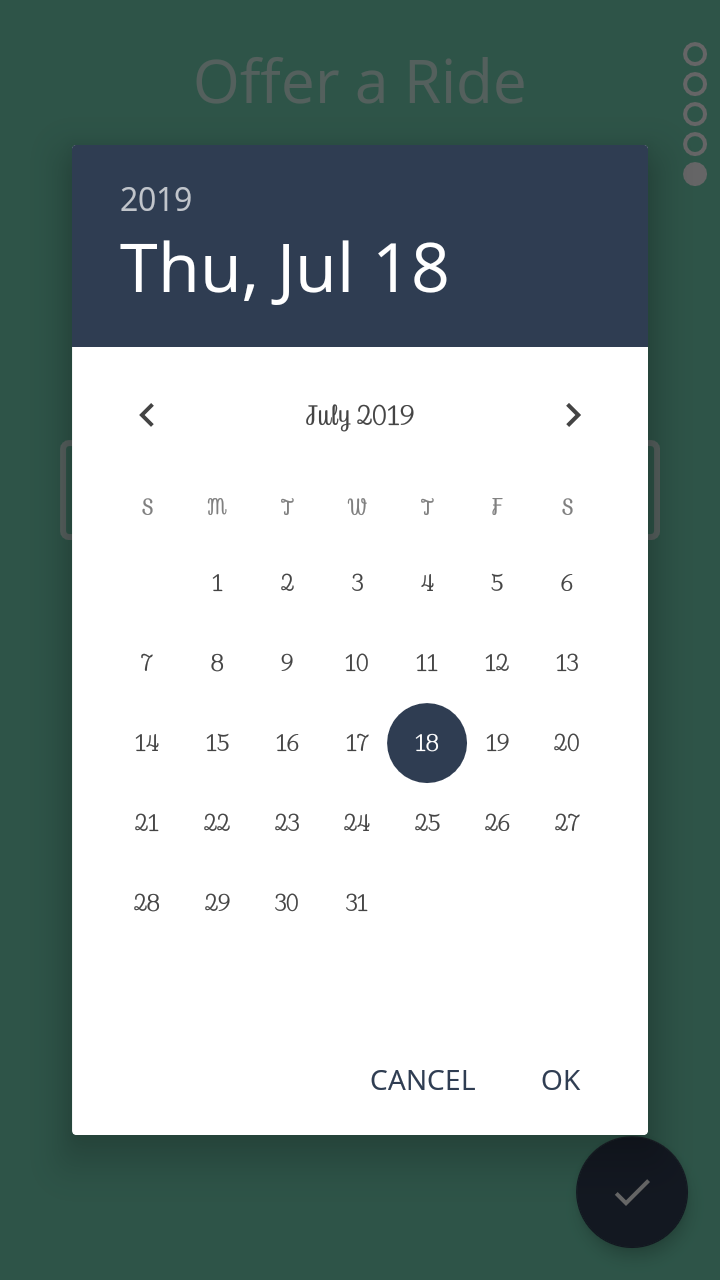 Offer a Ride
2019
Thu, Jul 18
July 2019
S M T W T F S
1 2 3 4 5 6
7 8 9 10 11 12 13
14 15 16 17 18 19 20
21 22 23 24 25 26 27
28 29 30 31
CANCEL OK